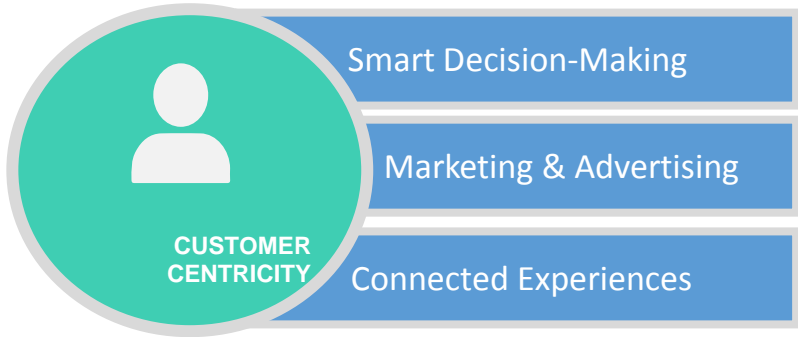 Smart Decision-Making
Marketing & Advertising
CUSTOMER
CENTRICITY
Connected Experiences